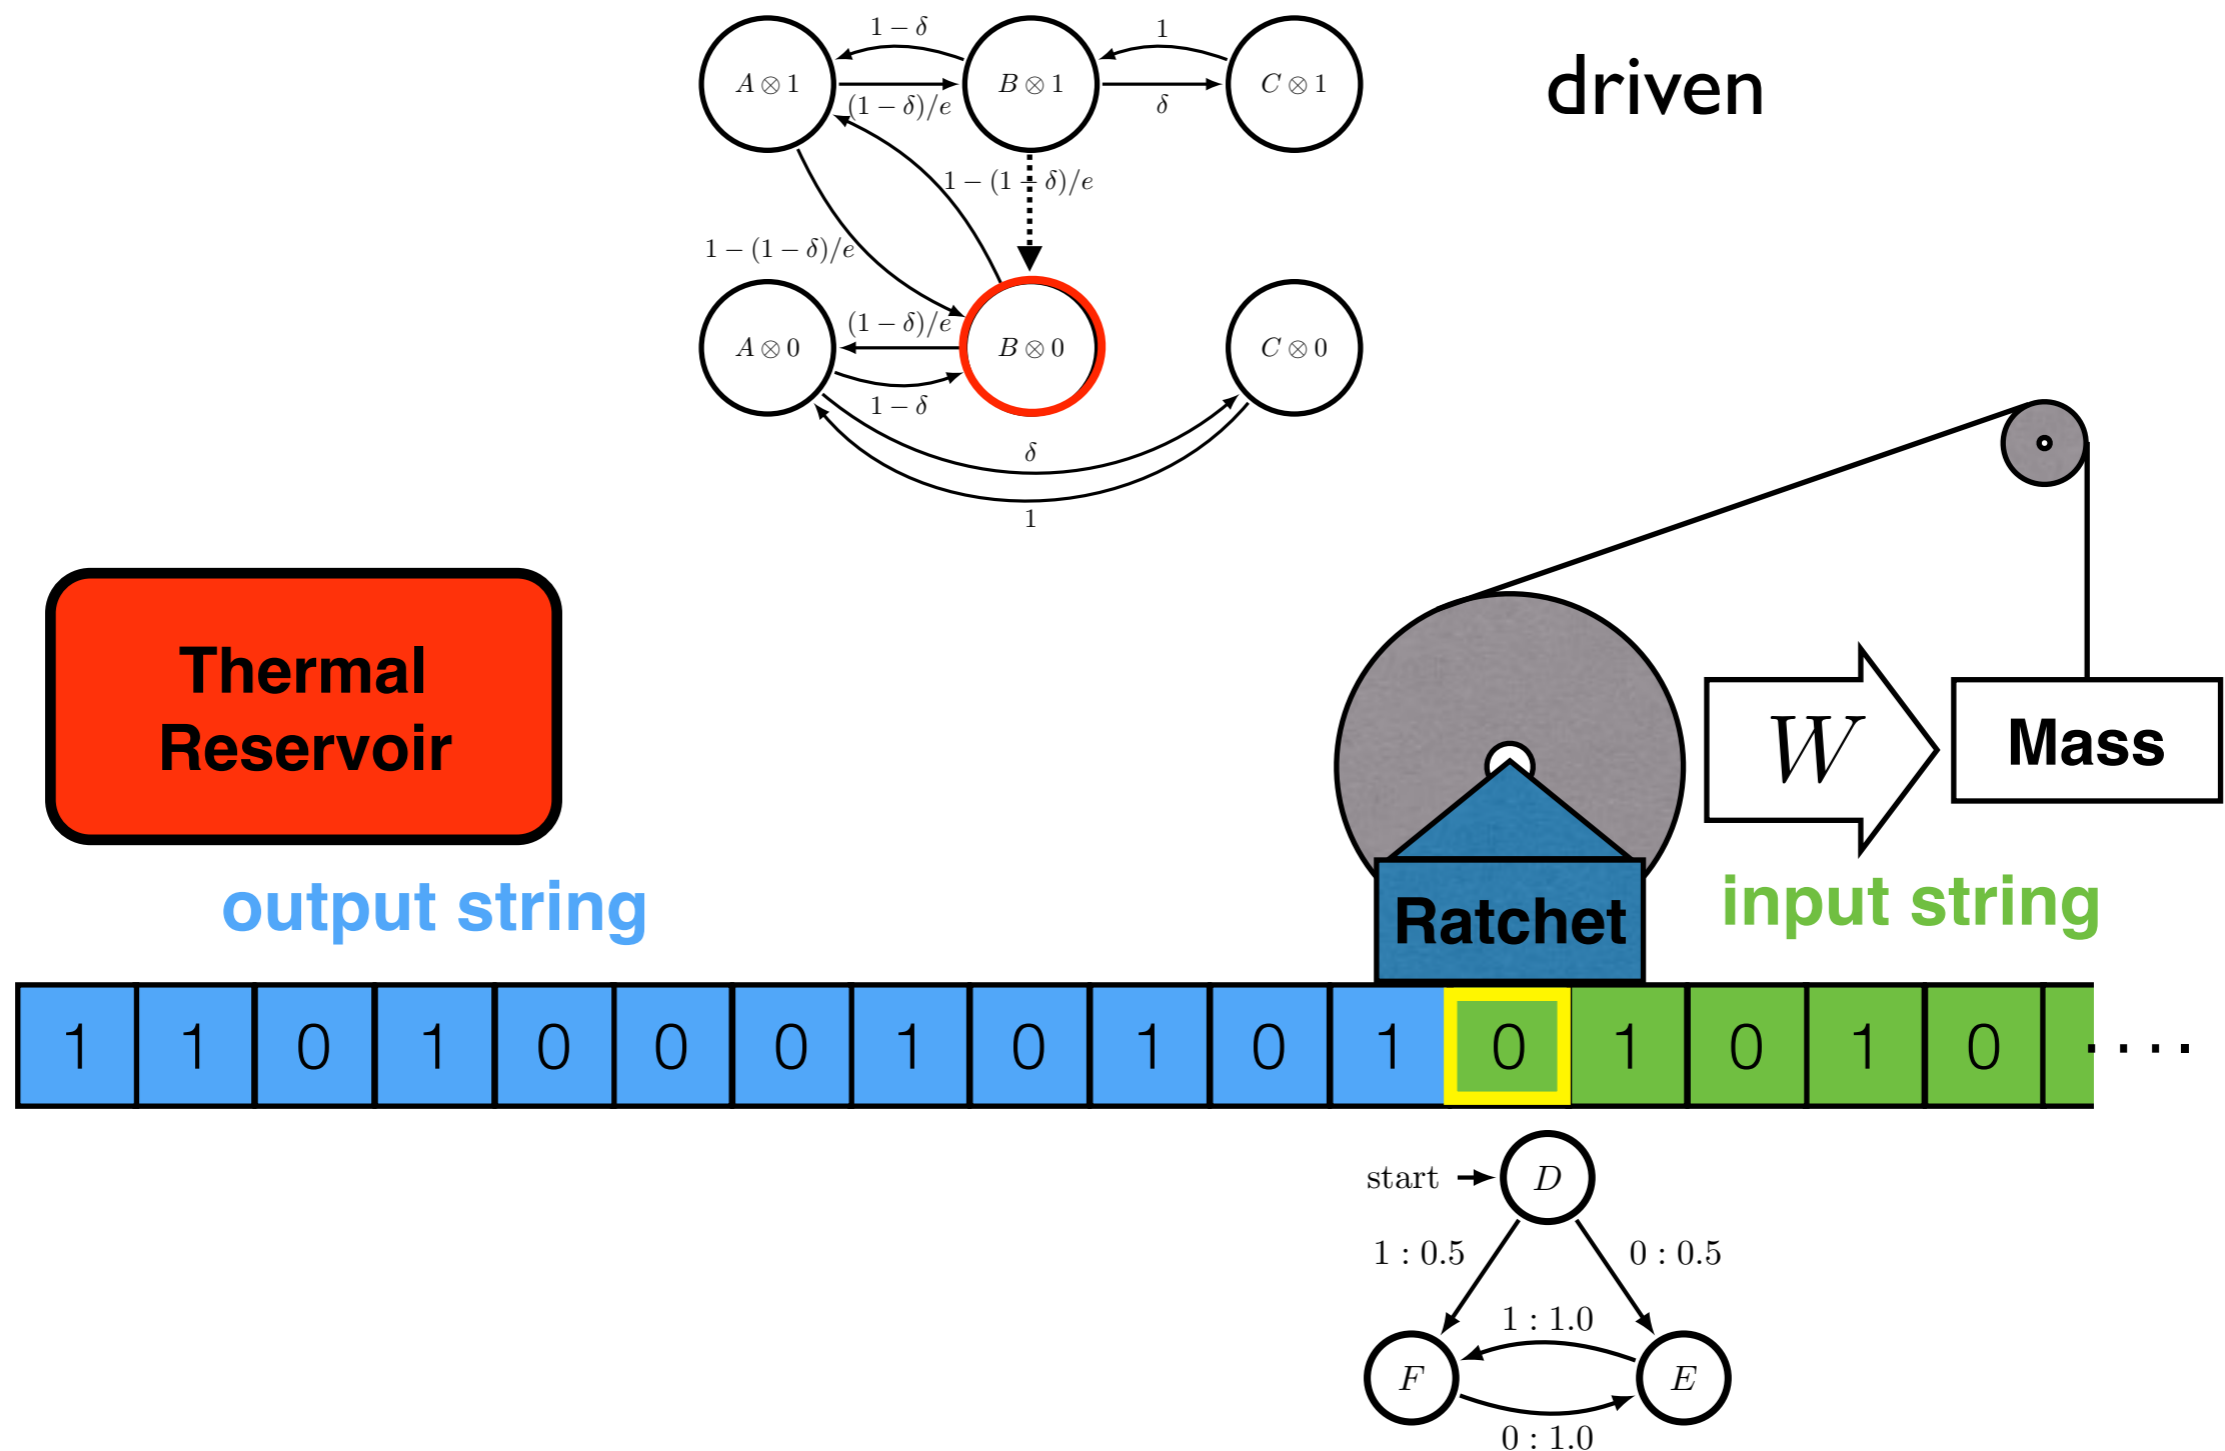 1 − δ
1
A ⊗ 1
B ⊗ 1
C ⊗ 1
driven
(1 − δ)/e
δ
1 − (1 − δ)/e
1 − (1 − δ)/e
(1 − δ)/e
A ⊗ 0
B ⊗ 0
C ⊗ 0
1 − δ
δ
1
Thermal
Reservoir
W
Mass
output string
Ratchet
input string
1 1 0 1 0 0 0 1 0 1 0 1 0 1 0 1 0 ....
start
D
1 : 0.5
0 : 0.5
1 : 1.0
F
E
0 : 1.0